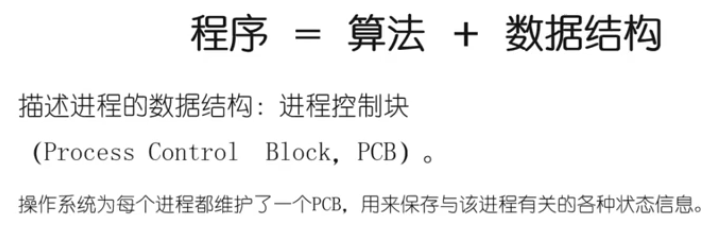 程序 = 算法 + 数据结构
描述进程的数据结构：进程控制块
（Process Control Block, PCB）。
操作系统为每个进程都维护了一个PCB，用来保存与该进程有关的各种状态信息。